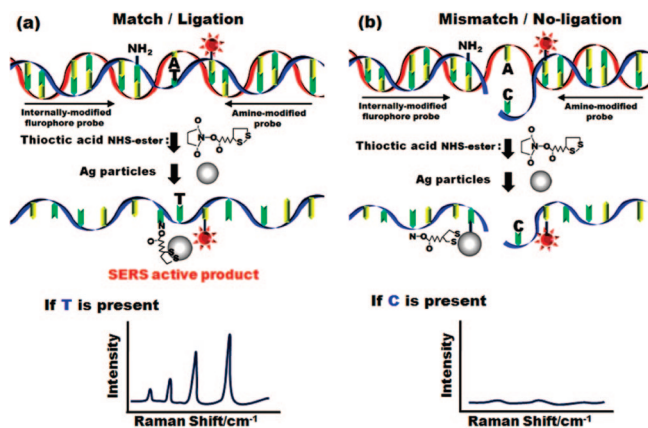 (a) Match / Ligation
NH2
A
T
Internally-modified
flurophore probe
Amine-modified
probe
Thioctic acid NHS-ester:
O
N-O
O
O
S
S
Ag particles
T
N
O
O
S
S
SERS active product
If T is present
Intensity
Raman Shift/cm-1
(b) Mismatch / No-ligation
NH2
A
C
Internally-modified
flurophore probe
Amine-modified
probe
Thioctic acid NHS-ester:
O
N-O
O
O
S
S
Ag particles
N-O
O
S
S
C
If C is present
Intensity
Raman Shift/cm-1